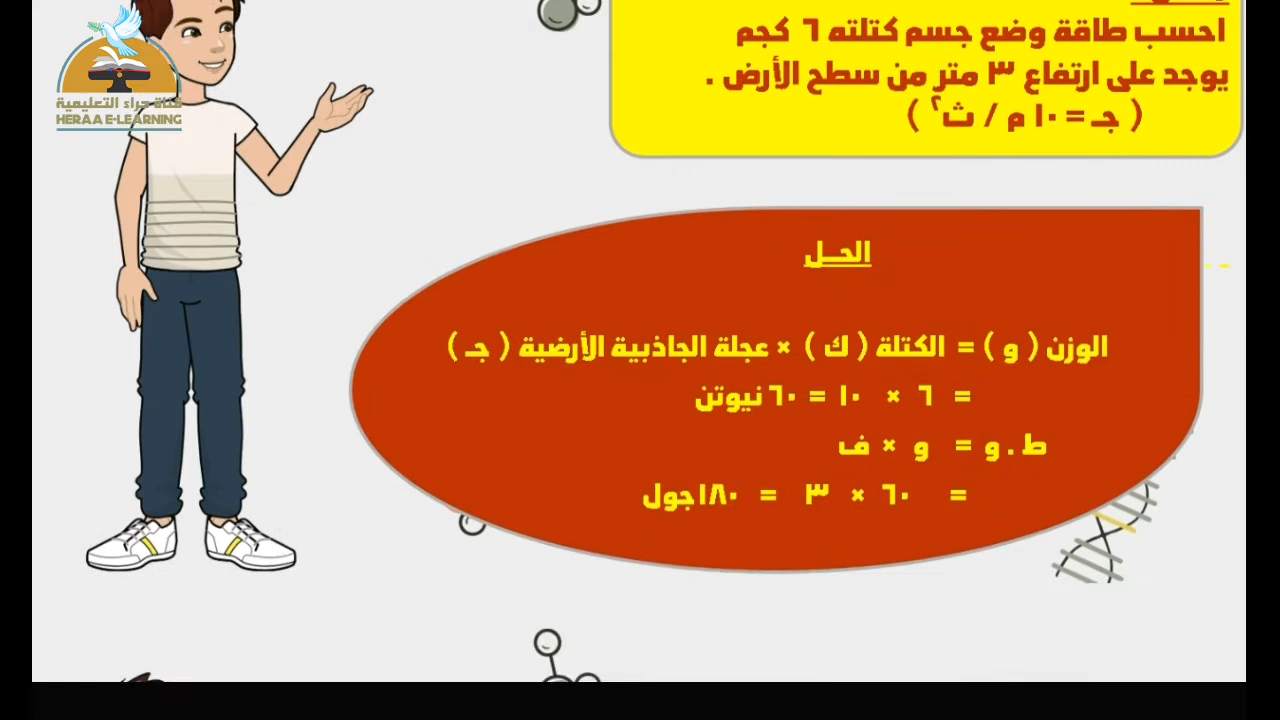 احسب طاقة وضع جسم كتلته ٦ كجم
يوجد على ارتفاع ٣ متر من سطح الأرض .
( جـ = ١٠ م / ث٢ )
الحـل
الوزن ( و ) = الكتلة ( ك ) × عجلة الجاذبية الأرضية ( جـ )
= ٦ × ١٠ = ٦٠ نيوتن
ط . و = و × ف
= ٦٠ × ٣ = ١٨٠ جول
قناة حراء التعليمية
HERAA E-LEARNING